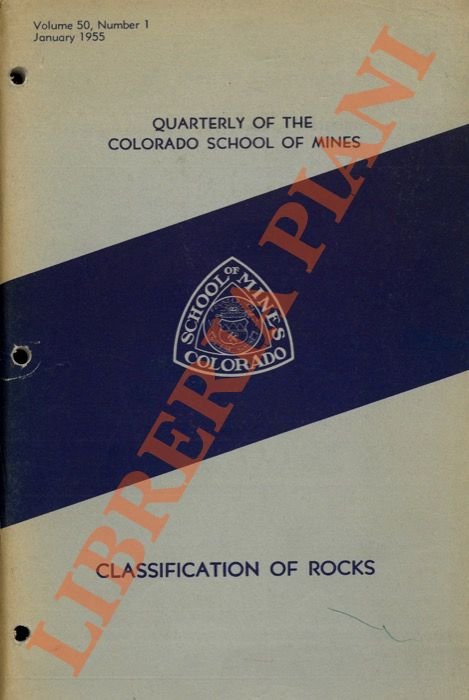 Volume 50, Number 1
January 1955
QUARTERLY OF THE
COLORADO SCHOOL OF MINES
SCHOOL OF MINES
COLORADO
CLASSIFICATION OF ROCKS
LIBRERIA PIANI